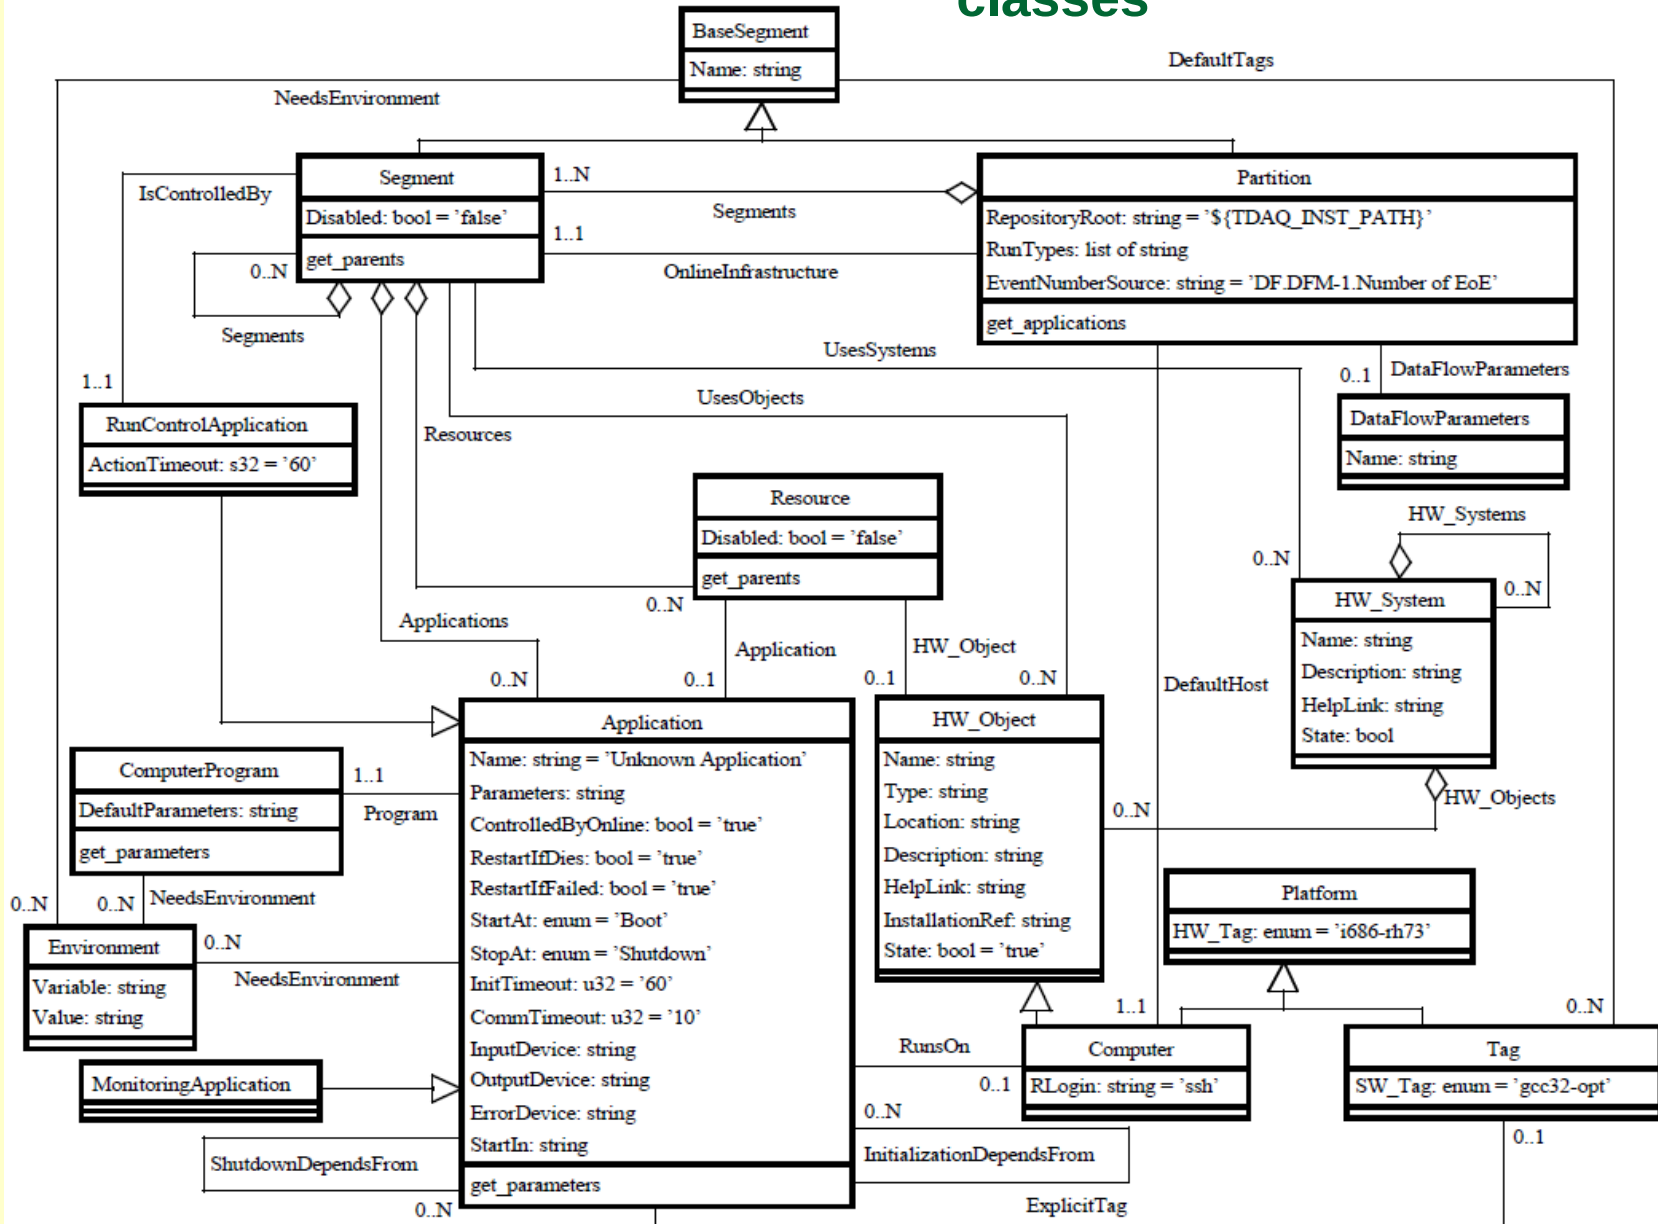 classes
BaseSegment
Name: string
DefaultTags
NeedsEnvironment
Segment
Disabled: bool = ’false’
get_parents
IsControlledBy
1..N
Segments
1..1
OnlineInfrastructure
Partition
RepositoryRoot: string = ’${TDAQ_INST_PATH}’
RunTypes: list of string
EventNumberSource: string = ’DF.DFM-1.Number of EoE’
get_applications
0..N
Segments
UsesSystems
0..1
DataFlowParameters
1..1
RunControlApplication
ActionTimeout: s32 = ’60’
UsesObjects
Resources
DataFlowParameters
Name: string
Resource
Disabled: bool = ’false’
get_parents
0..N
HW_Systems
0..N
0..N
HW_System
Name: string
Description: string
HelpLink: string
State: bool
Applications
0..N
Application
0..1
HW_Object
0..1
0..N
DefaultHost
Application
Name: string = ’Unknown Application’
Parameters: string
ControlledByOnline: bool = ’true’
RestartIfDies: bool = ’true’
RestartIfFailed: bool = ’true’
StartAt: enum = ’Boot’
StopAt: enum = ’Shutdown’
InitTimeout: u32 = ’60’
CommTimeout: u32 = ’10’
InputDevice: string
OutputDevice: string
ErrorDevice: string
StartIn: string
get_parameters
HW_Object
Name: string
Type: string
Location: string
Description: string
HelpLink: string
InstallationRef: string
State: bool = ’true’
0..N
HW_Objects
ComputerProgram
DefaultParameters: string
get_parameters
1..1
Program
0..N
0..N
NeedsEnvironment
Environment
Variable: string
Value: string
0..N
NeedsEnvironment
Platform
HW_Tag: enum = ’i686-rh73’
1..1
0..N
MonitoringApplication
RunsOn
0..1
Computer
RLogin: string = ’ssh’
Tag
SW_Tag: enum = ’gcc32-opt’
0..1
0..N
InitializationDependsFrom
ShutdownDependsFrom
0..N
ExplicitTag